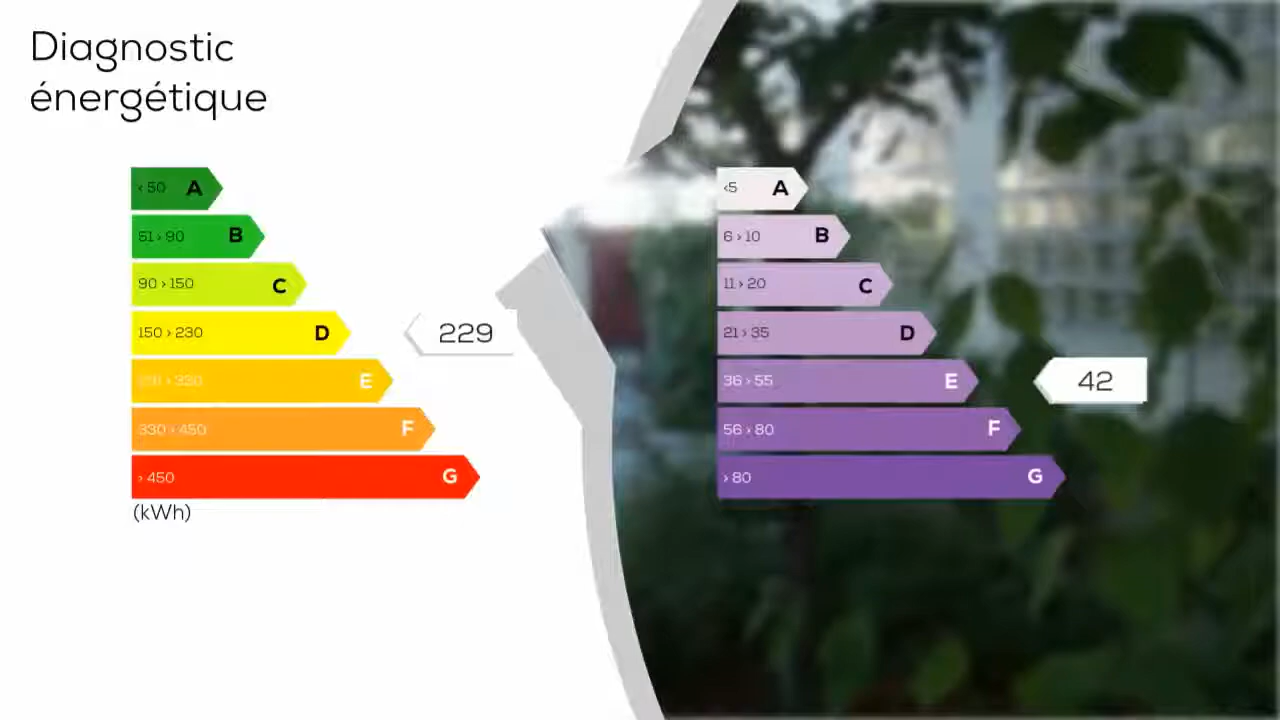 Diagnostic
énergétique
< 50 A
51 > 90 B
90 > 150 C
150 > 230 D
229
E
330 > 450 F
> 450 G
(kWh)
<5 A
6 > 10 B
11 > 20 C
21 > 35 D
36 > 55 E
42
56 > 80 F
> 80 G